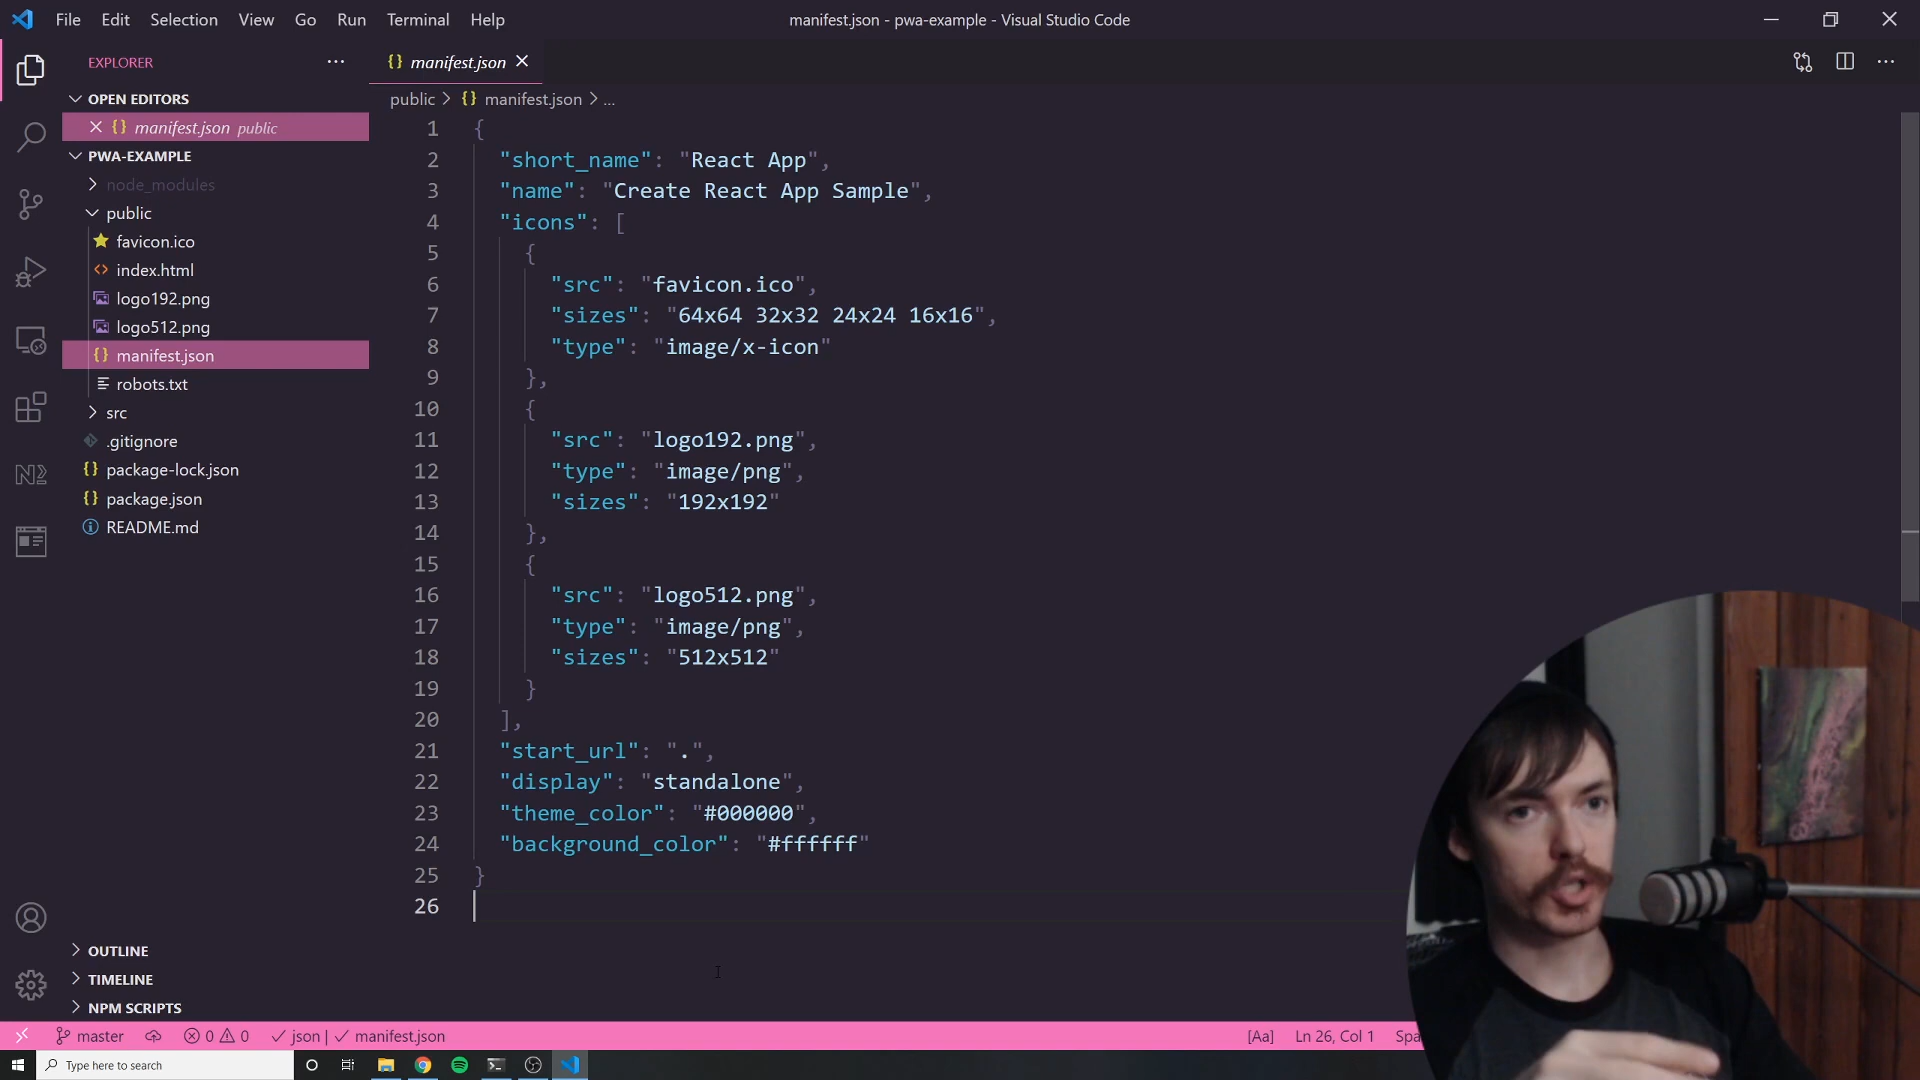 File Edit Selection View Go Run Terminal Help
manifest.json - pwa-example - Visual Studio Code
EXPLORER
OPEN EDITORS
{} manifest.json public
PWA-EXAMPLE
node_modules
public
favicon.ico
index.html
logo192.png
logo512.png
{} manifest.json
robots.txt
src
.gitignore
{} package-lock.json
{} package.json
README.md
OUTLINE
TIMELINE
NPM SCRIPTS
{} manifest.json
public > {} manifest.json > ...
1 {
2 "short_name": "React App",
3 "name": "Create React App Sample",
4 "icons": [
5 {
6 "src": "favicon.ico",
7 "sizes": "64x64 32x32 24x24 16x16",
8 "type": "image/x-icon"
9 },
10 {
11 "src": "logo192.png",
12 "type": "image/png",
13 "sizes": "192x192"
14 },
15 {
16 "src": "logo512.png",
17 "type": "image/png",
18 "sizes": "512x512"
19 }
20 ],
21 "start_url": ".",
22 "display": "standalone",
23 "theme_color": "#000000",
24 "background_color": "#ffffff"
25 }
26
master 0 0 json | manifest.json
[Aa] Ln 26, Col 1
Type here to search